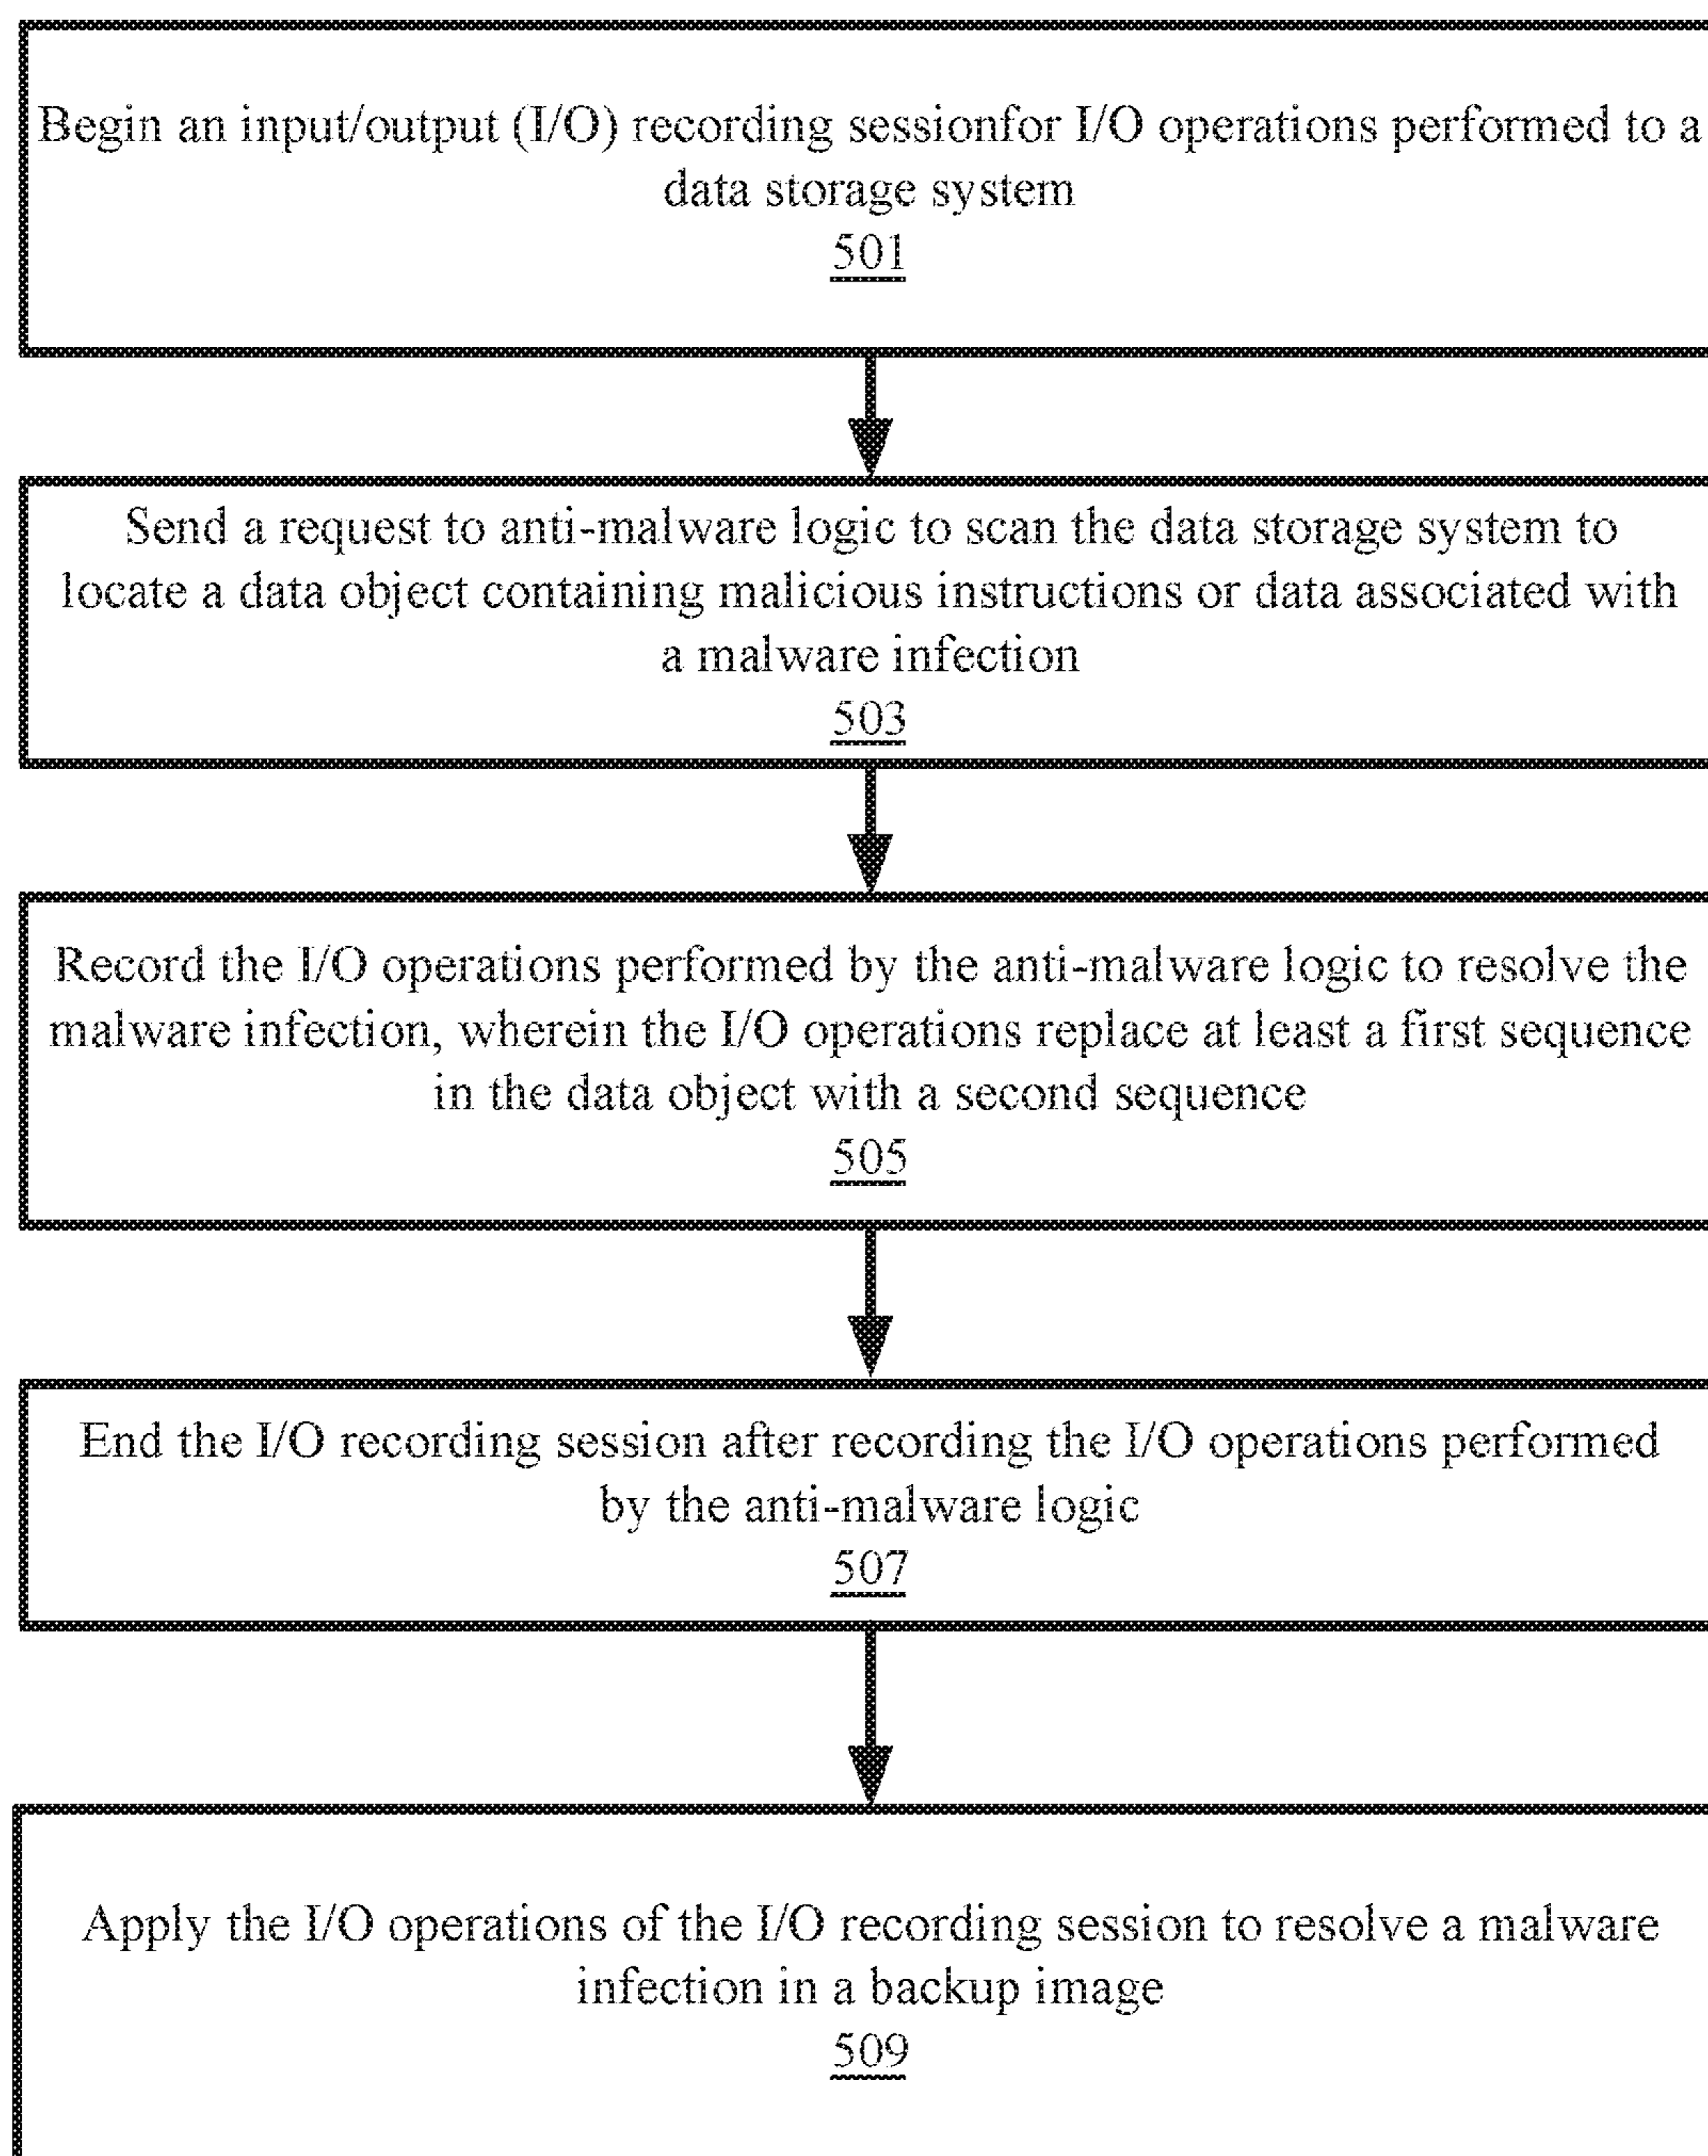 Begin an input/output (I/O) recording sessionfor I/O operations performed to a
data storage system
501
Send a request to anti-malware logic to scan the data storage system to
locate a data object containing malicious instructions or data associated with
a malware infection
503
Record the I/O operations performed by the anti-malware logic to resolve the
malware infection, wherein the I/O operations replace at least a first sequence
in the data object with a second sequence
505
End the I/O recording session after recording the I/O operations performed
by the anti-malware logic
507
Apply the I/O operations of the I/O recording session to resolve a malware
infection in a backup image
509